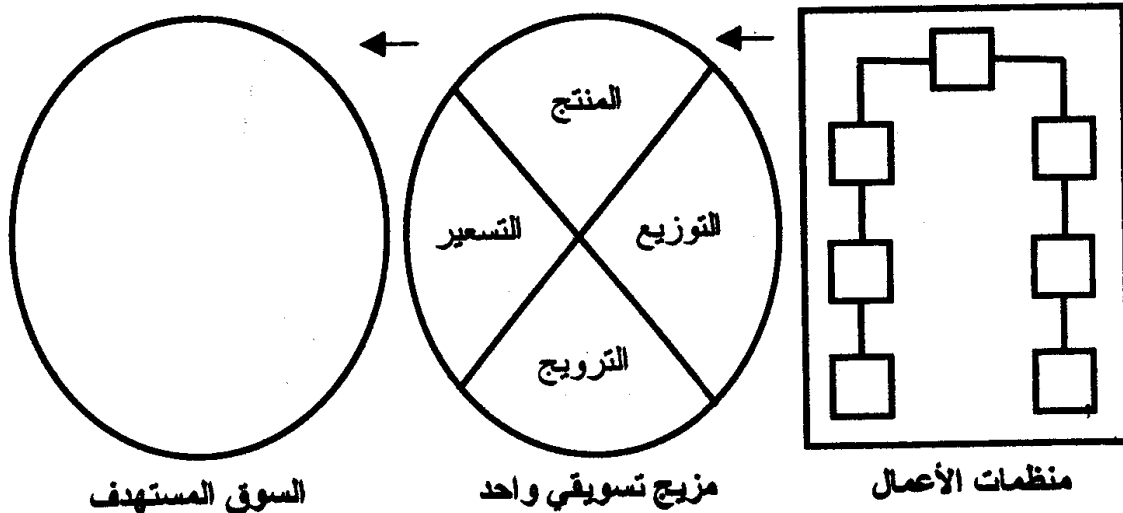 المنتج
التوزيع
التسعير
الترويج
منظمات الأعمال
مزيج تسويقي واحد
السوق المستهدف